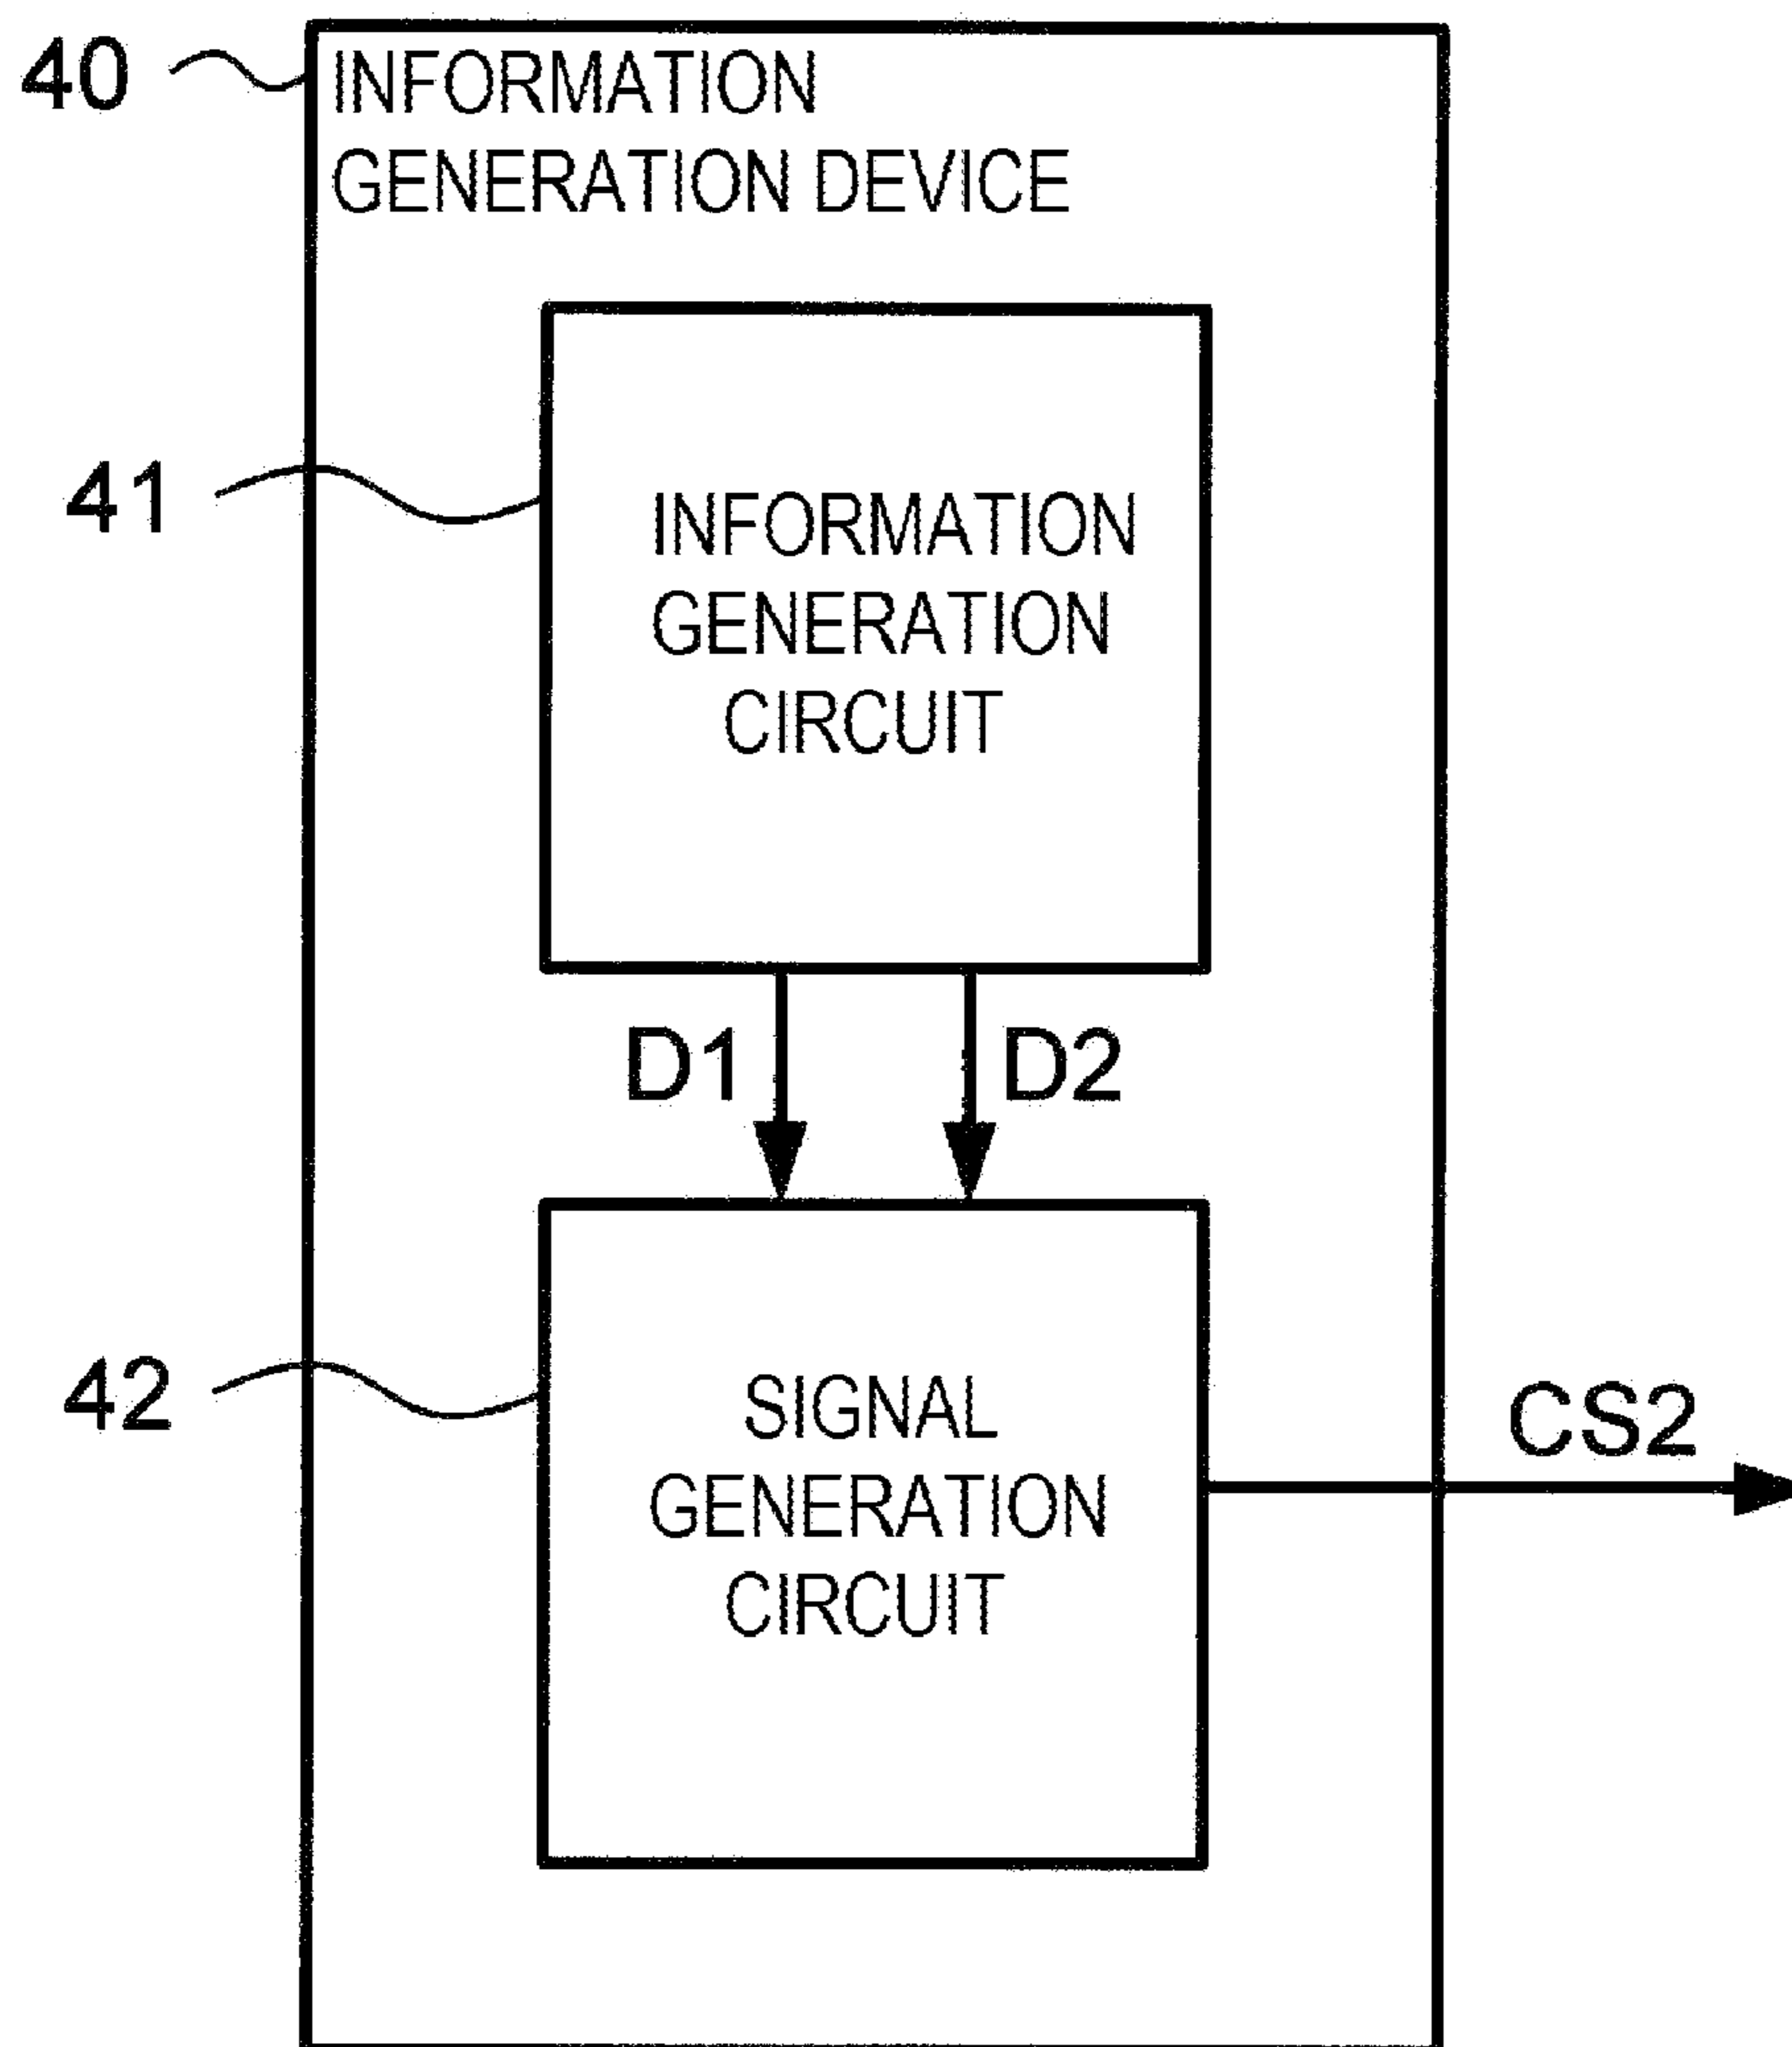 40
INFORMATION
GENERATION DEVICE
41
INFORMATION
GENERATION
CIRCUIT
D1
D2
42
SIGNAL
GENERATION
CIRCUIT
CS2